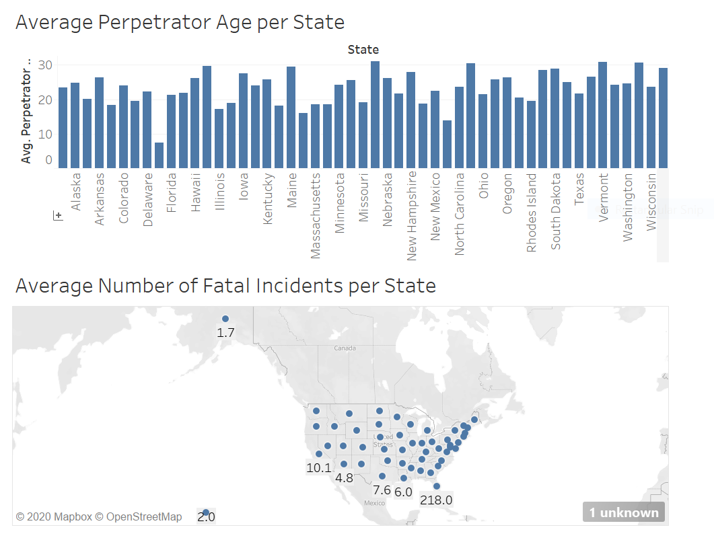 Average Perpetrator Age per State
State
Avg. Perpetrator ..
30
20
10
0
Alaska
Arkansas
Colorado
Delaware
Florida
Hawaii
Illinois
Iowa
Kentucky
Maine
Massachusetts
Minnesota
Missouri
Nebraska
New Hampshire
New Mexico
North Carolina
Ohio
Oregon
Rhodes Island
South Dakota
Texas
Vermont
Washington
Wisconsin
Average Number of Fatal Incidents per State
1.7
Canada
United
States
10.1
4.8
7.6
6.0
218.0
Mexico
2.0
© 2020 Mapbox © OpenStreetMap
1 unknown